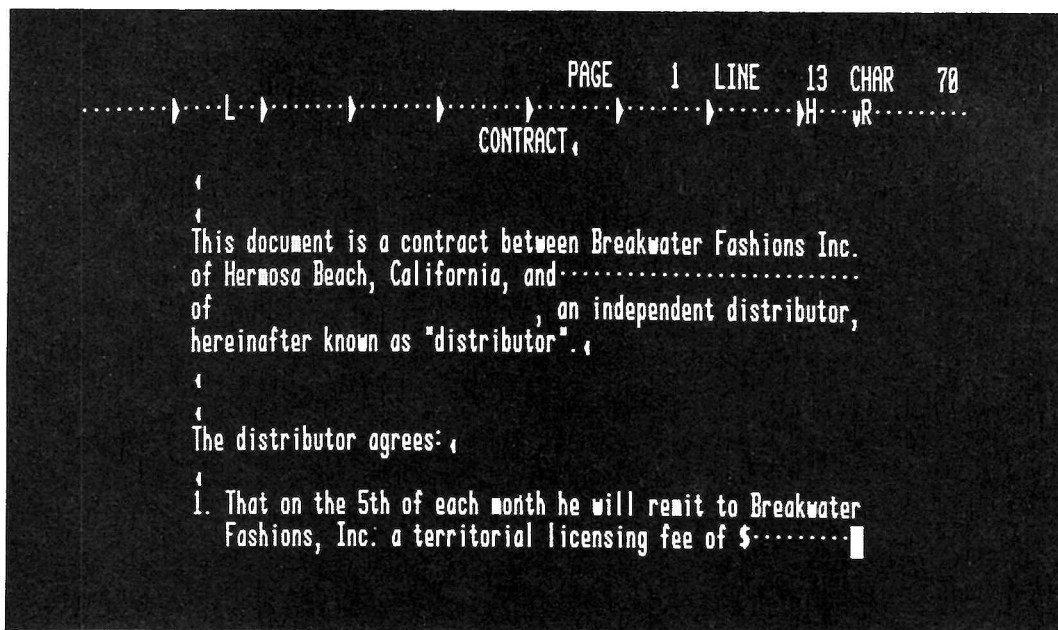 PAGE 1 LINE 13 CHAR 70
········▶····L··▶·······▶·······▶·······▶·······▶·······▶·······▶H···▼R·········
CONTRACT◀
◀
◀
This document is a contract between Breakwater Fashions Inc.
of Hermosa Beach, California, and···························
of                             , an independent distributor,
hereinafter known as "distributor".◀
◀
◀
The distributor agrees:◀
◀
1. That on the 5th of each month he will remit to Breakwater
Fashions, Inc. a territorial licensing fee of $·········